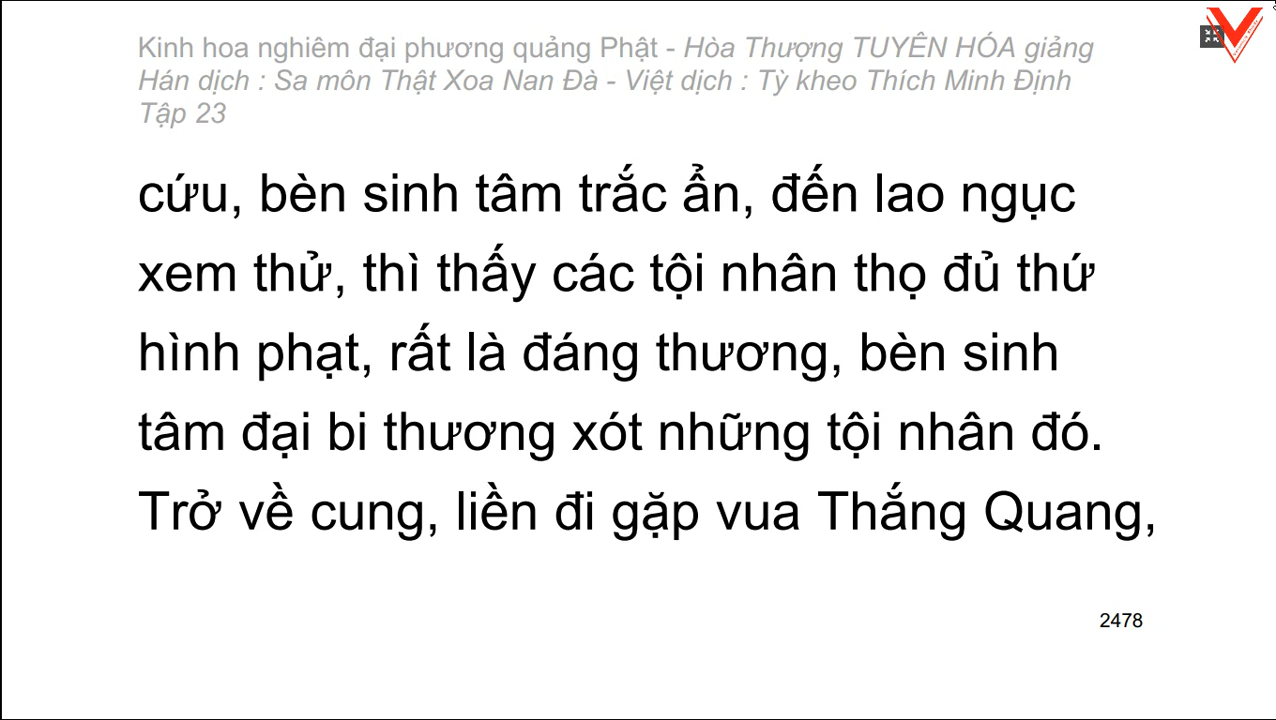 Kinh hoa nghiêm đại phương quảng Phật - Hòa Thượng TUYÊN HÓA giảng
Hán dịch : Sa môn Thật Xoa Nan Đà - Việt dịch : Tỳ kheo Thích Minh Định
Tập 23
cứu, bèn sinh tâm trắc ẩn, đến lao ngục
xem thử, thì thấy các tội nhân thọ đủ thứ
hình phạt, rất là đáng thương, bèn sinh
tâm đại bi thương xót những tội nhân đó.
Trở về cung, liền đi gặp vua Thắng Quang,
2478